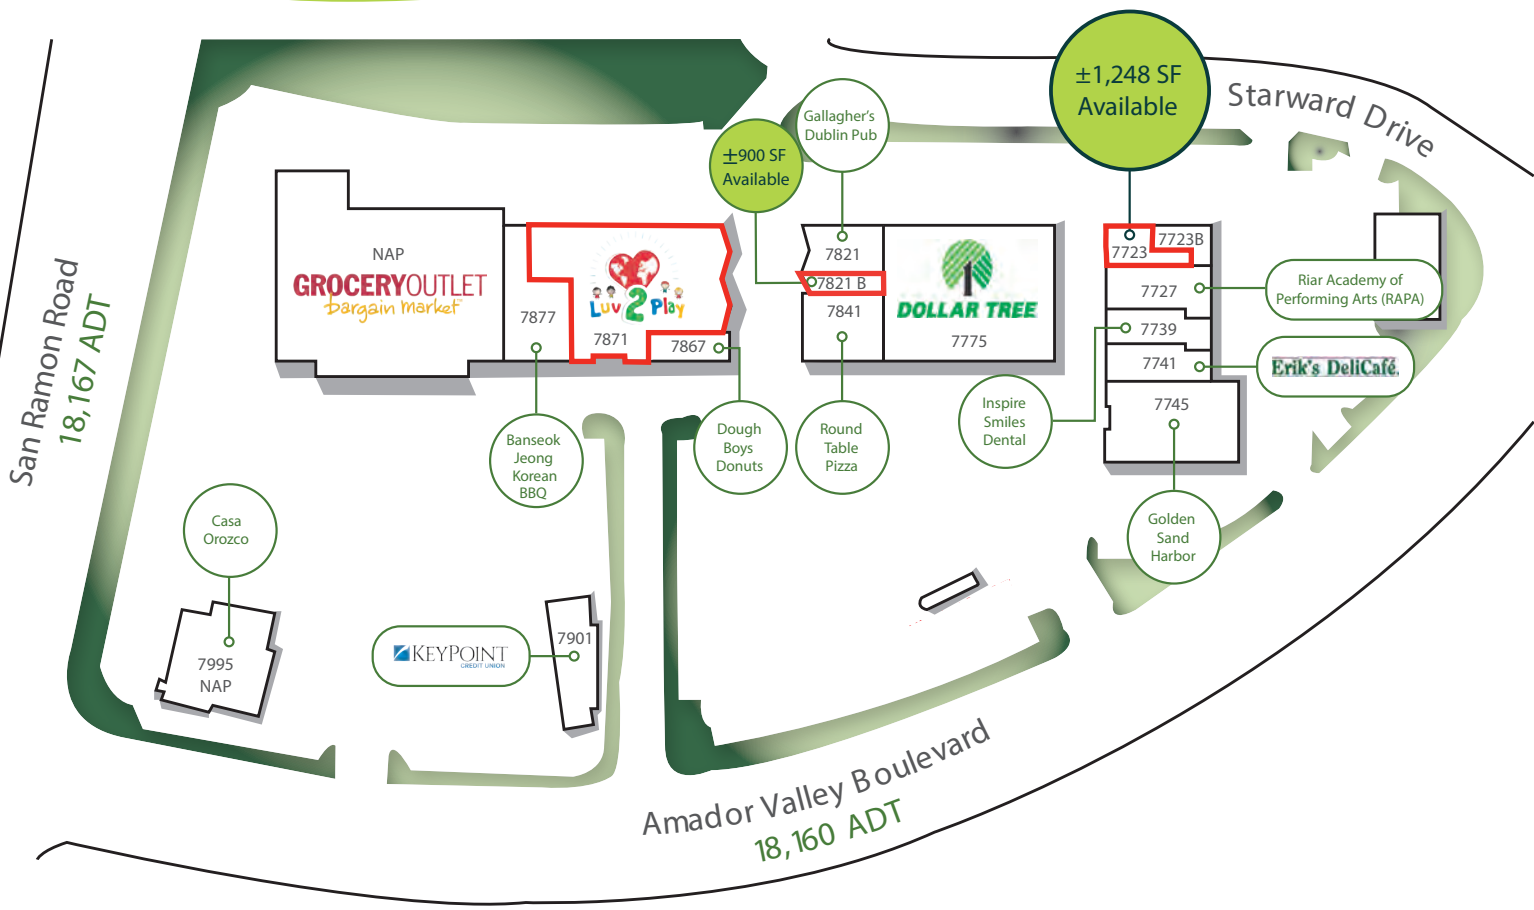 ±1,248 SF
Available
Starward Drive
Gallagher's
Dublin Pub
±900 SF
Available
NAP
GROCERYOUTLET
bargain market
7877
Luv 2 Play
7871
7867
7821
7821 B
7841
DOLLAR TREE
7775
7723
7723B
7727
7739
7741
7745
Riar Academy of
Performing Arts (RAPA)
Erik's DeliCafé.
San Ramon Road
18,167 ADT
Banseok
Jeong
Korean
BBQ
Dough
Boys
Donuts
Round
Table
Pizza
Inspire
Smiles
Dental
Golden
Sand
Harbor
Casa
Orozco
7995
NAP
KEYPOINT
CREDIT UNION
7901
Amador Valley Boulevard
18,160 ADT